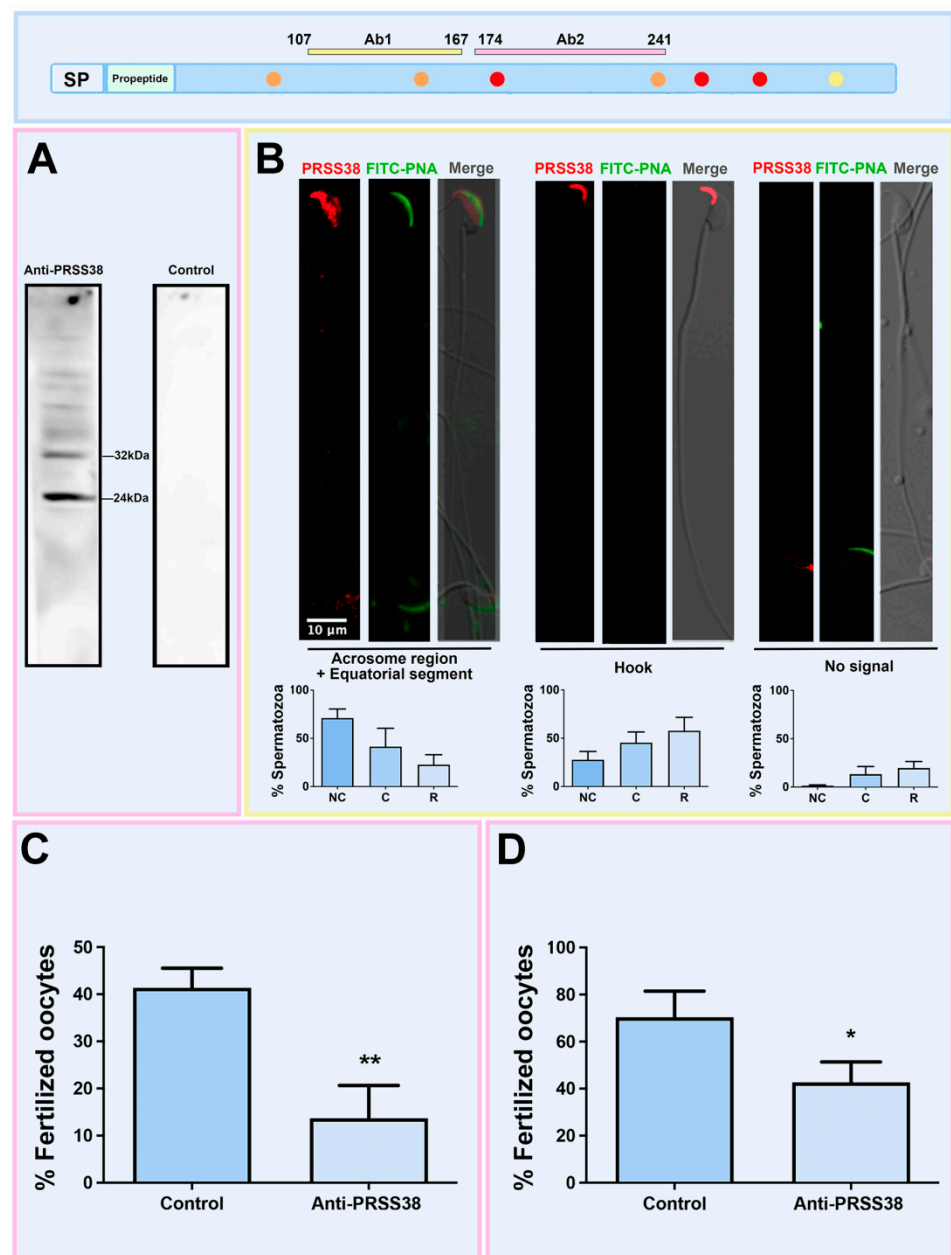 107 Ab1 167 174 Ab2 241
SP Propeptide
A
Anti-PRSS38 Control
32kDa
24kDa
B
PRSS38 FITC-PNA Merge PRSS38 FITC-PNA Merge PRSS38 FITC-PNA Merge
10 µm
Acrosome region
+ Equatorial segment
Hook
No signal
% Spermatozoa
100
50
0
NC C R
% Spermatozoa
100
50
0
NC C R
% Spermatozoa
100
50
0
NC C R
C
% Fertilized oocytes
50
40
30
20
10
0
**
Control Anti-PRSS38
D
% Fertilized oocytes
100
80
60
40
20
0
*
Control Anti-PRSS38